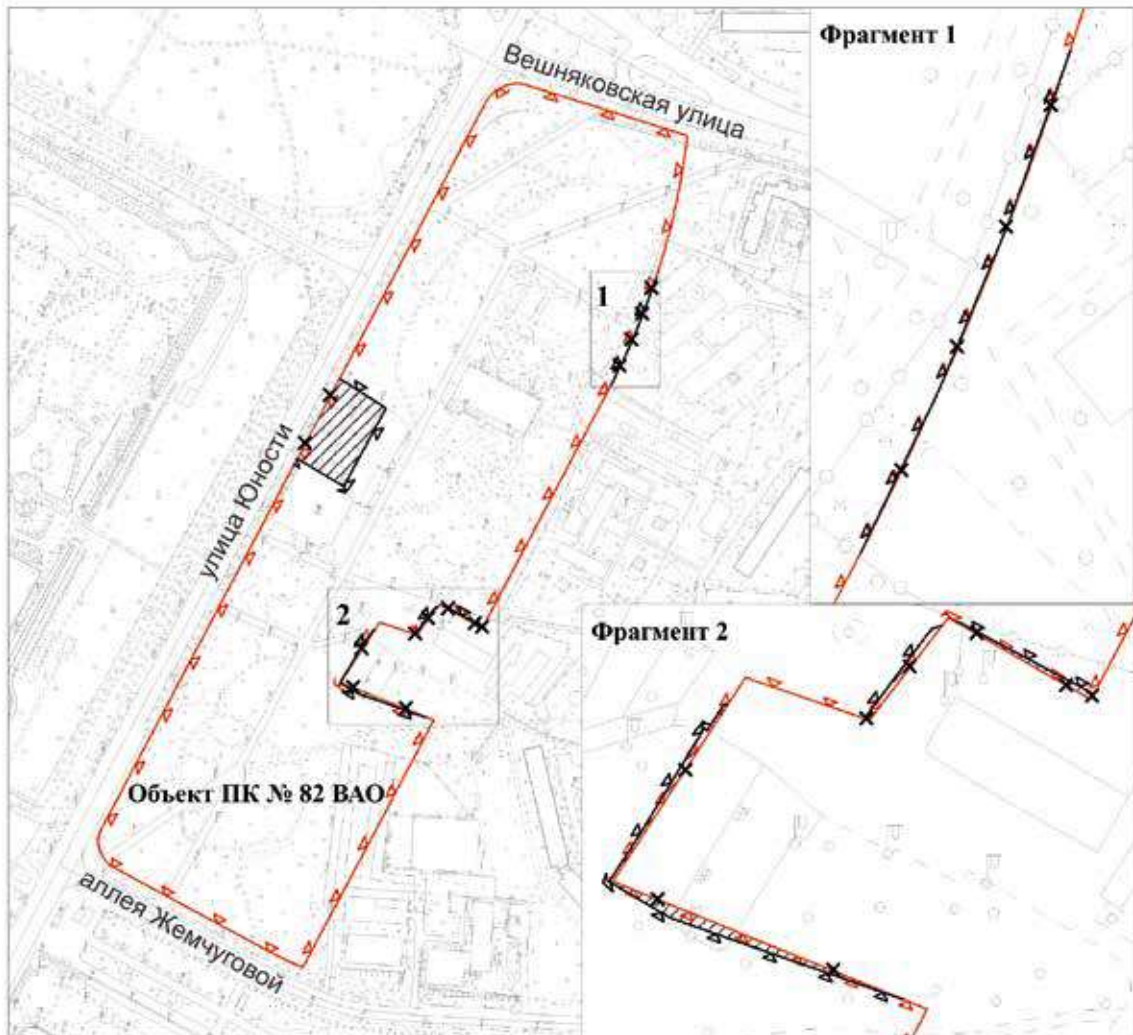 Фрагмент 1
Вешняковская улица
1
улица Юности
2
Фрагмент 2
Объект ПК № 82 ВАО
аллея Жемчуговой